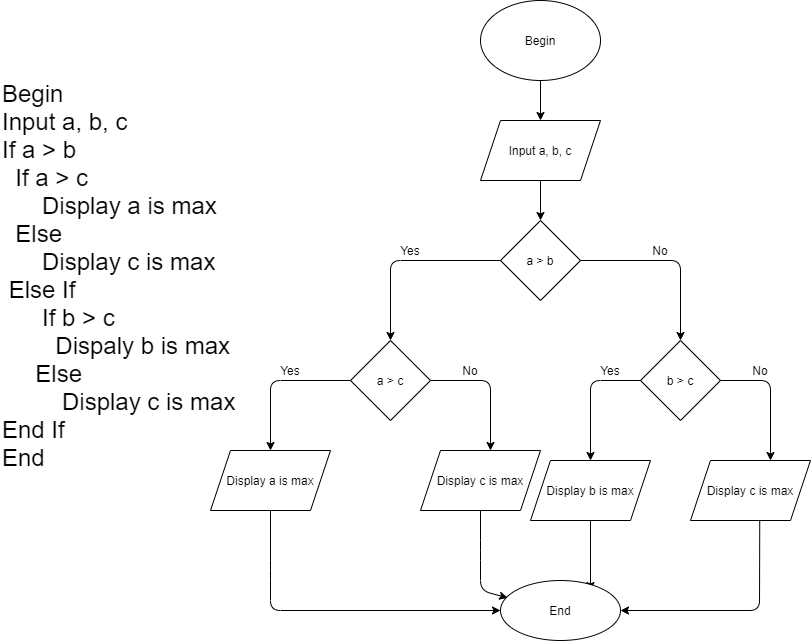 Begin
Input a, b, c
If a > b
If a > c
Display a is max
Else
Display c is max
Else If
If b > c
Dispaly b is max
Else
Display c is max
End If
End
Begin
Input a, b, c
a > b
Yes
No
a > c
b > c
Yes
No
Yes
No
Display a is max
Display c is max
Display b is max
Display c is max
End